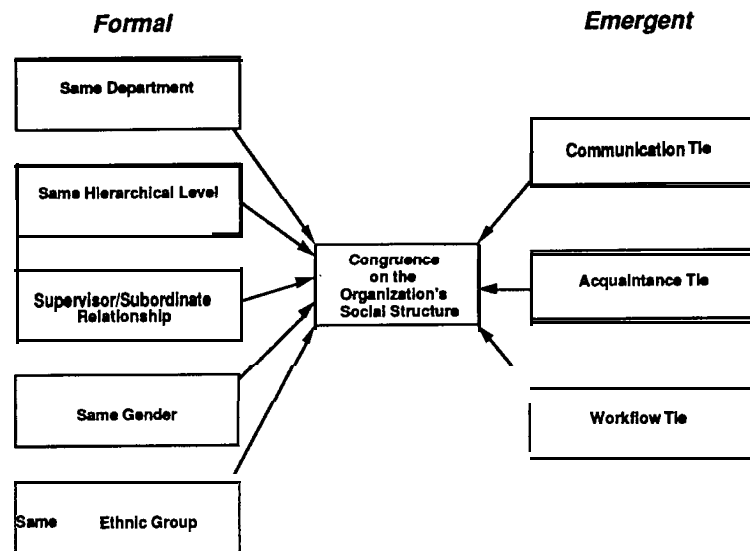 Formal
Emergent
Same Department
Communication Tie
Same Hierarchical Level
Congruence
on the
Organization's
Social Structure
Acquaintance Tie
Supervisor/Subordinate
Relationship
Same Gender
Workflow Tie
Same Ethnic Group